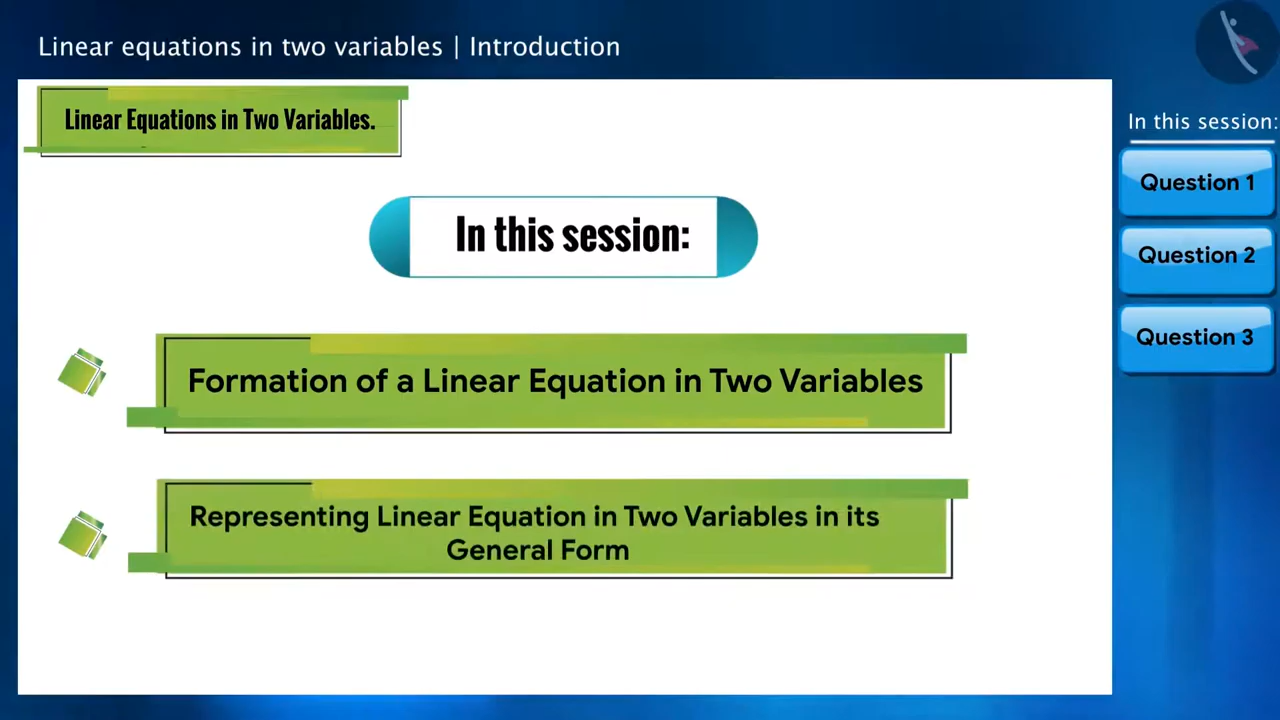 Linear equations in two variables | Introduction
Linear Equations in Two Variables.
In this session:
Formation of a Linear Equation in Two Variables
Representing Linear Equation in Two Variables in its
General Form
In this session:
Question 1
Question 2
Question 3